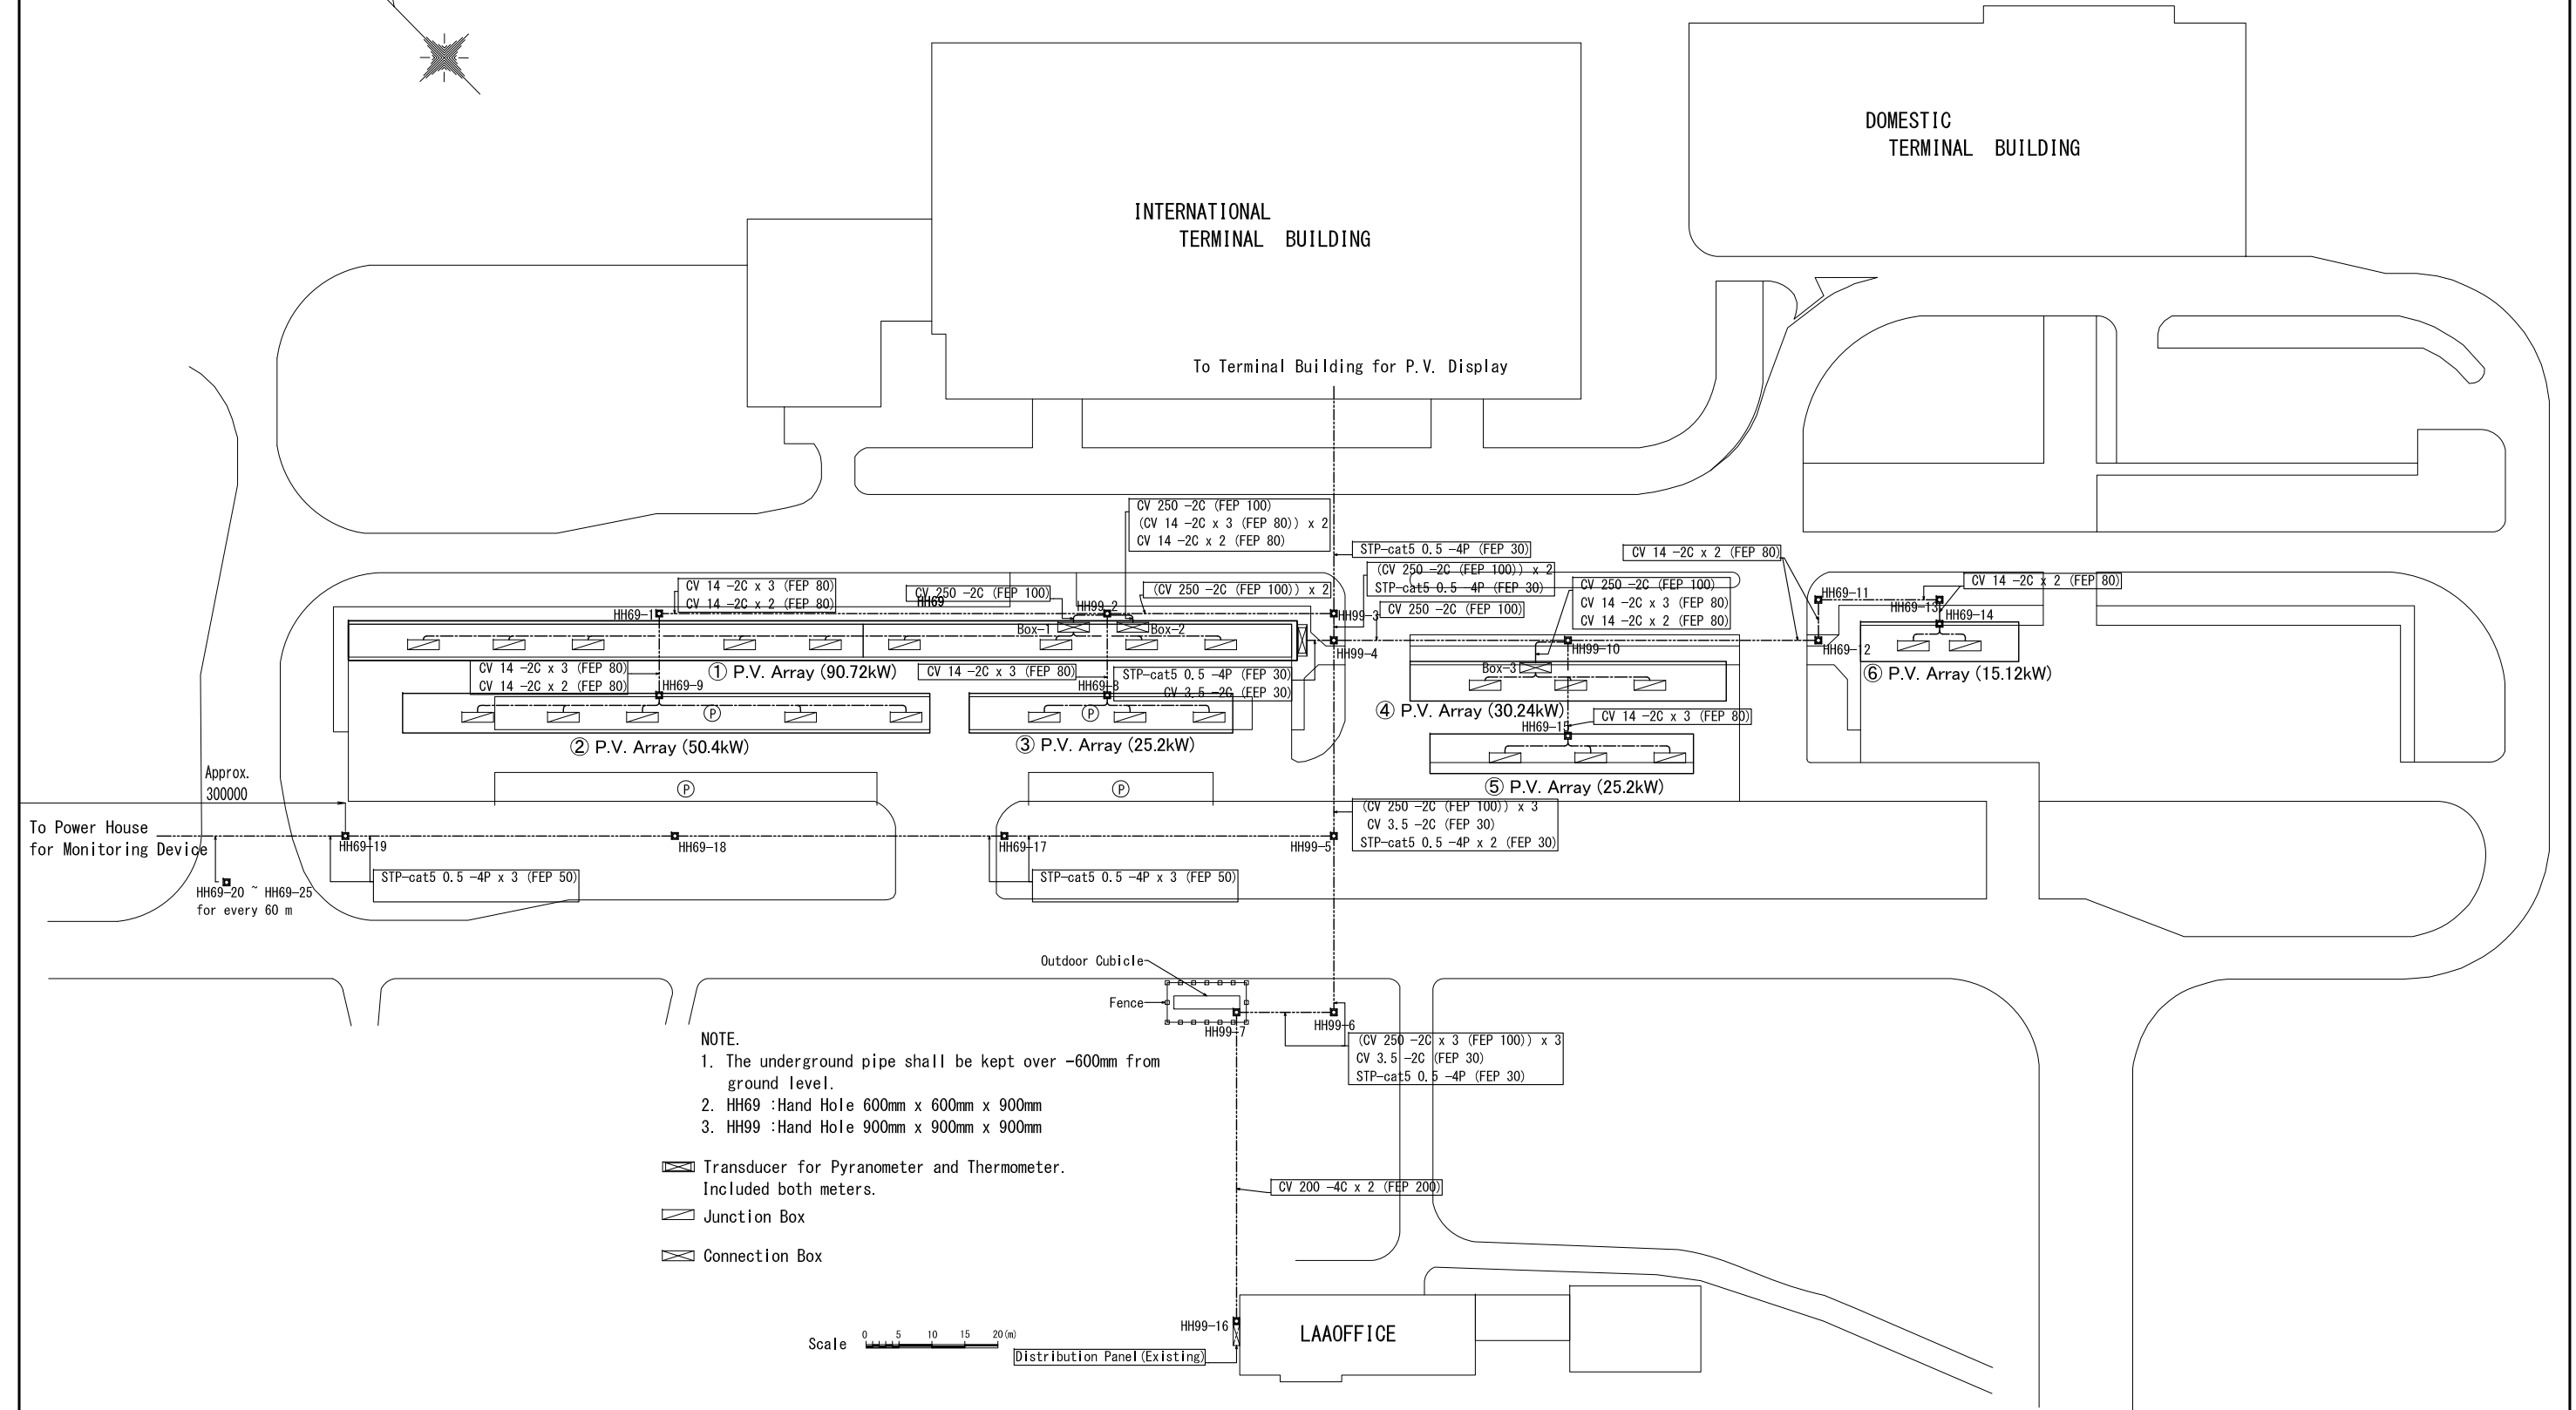 DOMESTIC
TERMINAL BUILDING
INTERNATIONAL
TERMINAL BUILDING
To Terminal Building for P.V. Display
CV 250 -2C (FEP 100)
(CV 14 -2C x 3 (FEP 80)) x 2
CV 14 -2C x 2 (FEP 80)
STP-cat5 0.5 -4P (FEP 30)
(CV 250 -2C (FEP 100)) x 2
STP-cat5 0.5 -4P (FEP 30)
CV 14 -2C x 2 (FEP 80)
CV 14 -2C x 3 (FEP 80)
CV 14 -2C x 2 (FEP 80)
CV 250 -2C (FEP 100)
HH69
(CV 250 -2C (FEP 100)) x 2
CV 250 -2C (FEP 100)
CV 250 -2C (FEP 100)
CV 14 -2C x 3 (FEP 80)
CV 14 -2C x 2 (FEP 80)
CV 14 -2C x 2 (FEP 80)
HH69-1
HH99-2
HH99-3
HH69-11
HH69-13
HH69-14
Box-1
Box-2
HH99-4
HH99-10
HH69-12
Box-3
CV 14 -2C x 3 (FEP 80)
CV 14 -2C x 2 (FEP 80)
① P.V. Array (90.72kW)
CV 14 -2C x 3 (FEP 80)
STP-cat5 0.5 -4P (FEP 30)
CV 3.5 -2C (FEP 30)
⑥ P.V. Array (15.12kW)
HH69-9
HH69-8
④ P.V. Array (30.24kW)
CV 14 -2C x 3 (FEP 80)
HH69-15
P
P
② P.V. Array (50.4kW)
③ P.V. Array (25.2kW)
⑤ P.V. Array (25.2kW)
P
P
Approx.
300000
(CV 250 -2C (FEP 100)) x 3
CV 3.5 -2C (FEP 30)
STP-cat5 0.5 -4P x 2 (FEP 30)
To Power House
for Monitoring Device
HH69-19
HH69-18
HH69-17
HH99-5
STP-cat5 0.5 -4P x 3 (FEP 50)
STP-cat5 0.5 -4P x 3 (FEP 50)
HH69-20 ~ HH69-25
for every 60 m
Outdoor Cubicle
Fence
HH99-7
HH99-6
(CV 250 -2C x 3 (FEP 100)) x 3
CV 3.5 -2C (FEP 30)
STP-cat5 0.5 -4P (FEP 30)
NOTE.
1. The underground pipe shall be kept over -600mm from
ground level.
2. HH69 :Hand Hole 600mm x 600mm x 900mm
3. HH99 :Hand Hole 900mm x 900mm x 900mm
Transducer for Pyranometer and Thermometer.
Included both meters.
Junction Box
Connection Box
CV 200 -4C x 2 (FEP 200)
HH99-16
LAAOFFICE
Distribution Panel(Existing)
Scale 0 5 10 15 20(m)